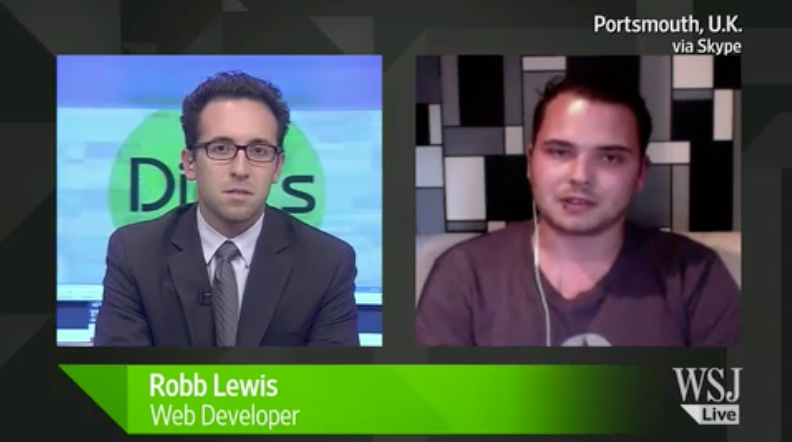 Portsmouth, U.K.
via Skype
Robb Lewis
Web Developer
WSJ
Live